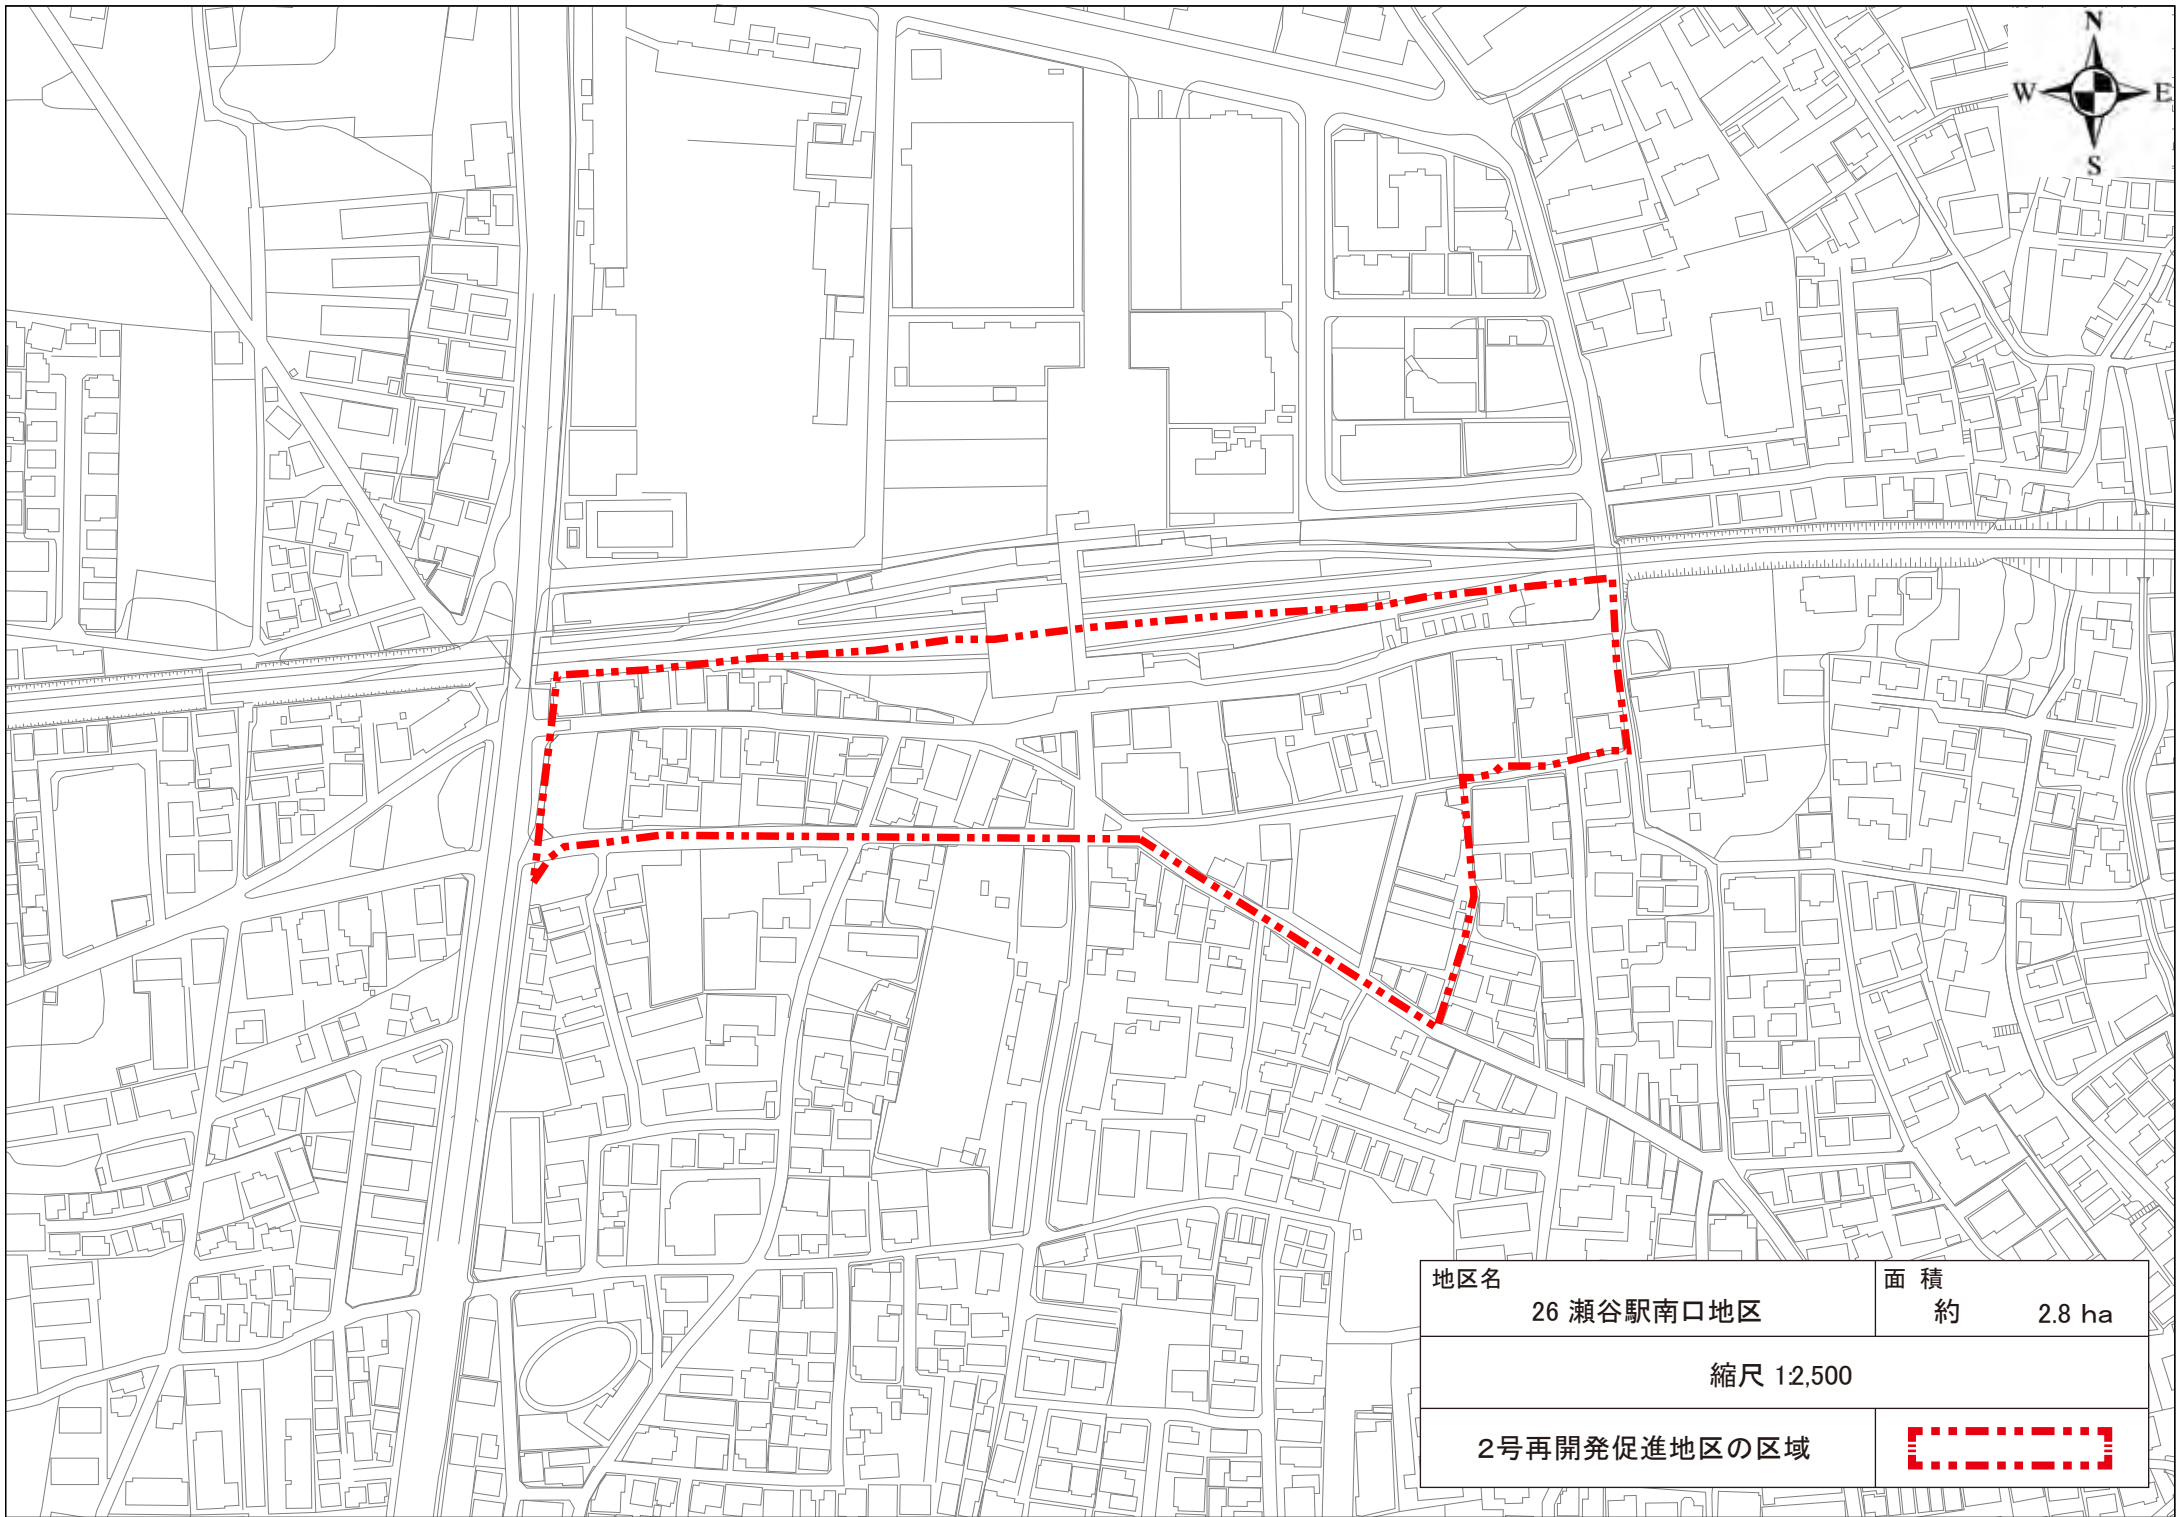 N
W E
S
地区名
26 瀬谷駅南口地区
面 積
約 2.8 ha
縮尺 1:2,500
2号再開発促進地区の区域